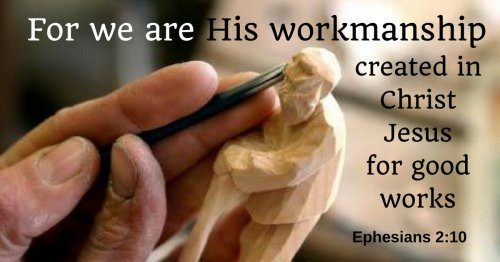 For we are His workmanship
created in
Christ
Jesus
for good
works
Ephesians 2:10